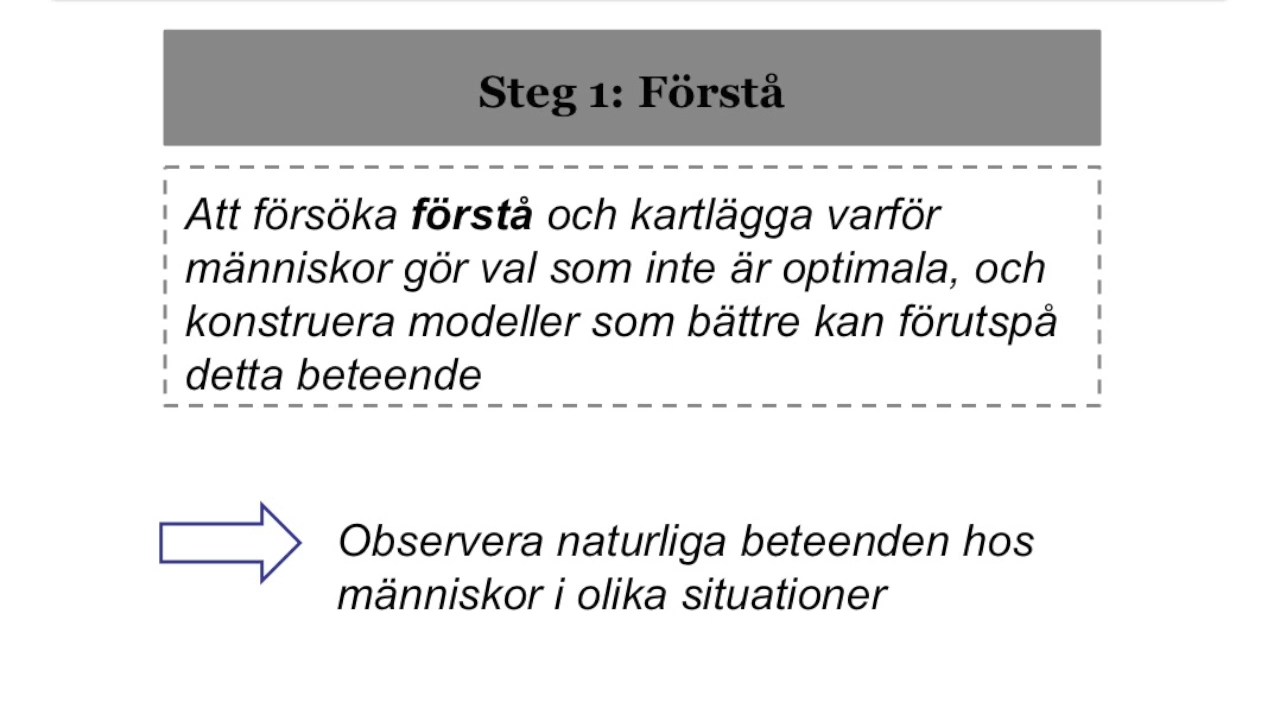 Steg 1: Förstå
Att försöka förstå och kartlägga varför
människor gör val som inte är optimala, och
konstruera modeller som bättre kan förutspå
detta beteende
Observera naturliga beteenden hos
människor i olika situationer